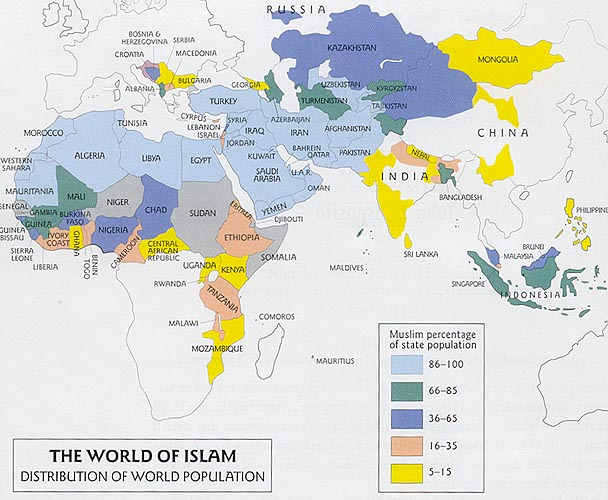 RUSSIA
BOSNIA &
HERZEGOVINA
SERBIA
CROATIA
MACEDONIA
ALBANIA
BULGARIA
GEORGIA
KAZAKHSTAN
MONGOLIA
UZBEKISTAN
KYRGYZSTAN
TURKMENISTAN
TAJIKISTAN
TURKEY
AZERBAIJAN
CYPRUS
SYRIA
LEBANON
ISRAEL
JORDAN
IRAQ
IRAN
AFGHANISTAN
CHINA
TUNISIA
MOROCCO
ALGERIA
LIBYA
EGYPT
KUWAIT
BAHREIN
QATAR
PAKISTAN
NEPAL
WESTERN
SAHARA
SAUDI
ARABIA
U.A.R.
OMAN
INDIA
BANGLADESH
MAURITANIA
MALI
NIGER
CHAD
SUDAN
ERITREA
YEMEN
DJIBOUTI
SENEGAL
GAMBIA
GUINEA
GUINEA
BISSAU
BURKINA
FASO
SIERRA
LEONE
LIBERIA
IVORY
COAST
GHANA
TOGO
BENIN
NIGERIA
CAMEROON
CENTRAL
AFRICAN
REPUBLIC
ETHIOPIA
SOMALIA
UGANDA
KENYA
RWANDA
TANZANIA
MALAWI
MOZAMBIQUE
COMOROS
MAURITIUS
MALDIVES
SRI LANKA
PHILIPPINE
BRUNEI
MALAYSIA
SINGAPORE
INDONESIA
Muslim percentage
of state population
86–100
66–85
36–65
16–35
5–15
THE WORLD OF ISLAM
DISTRIBUTION OF WORLD POPULATION